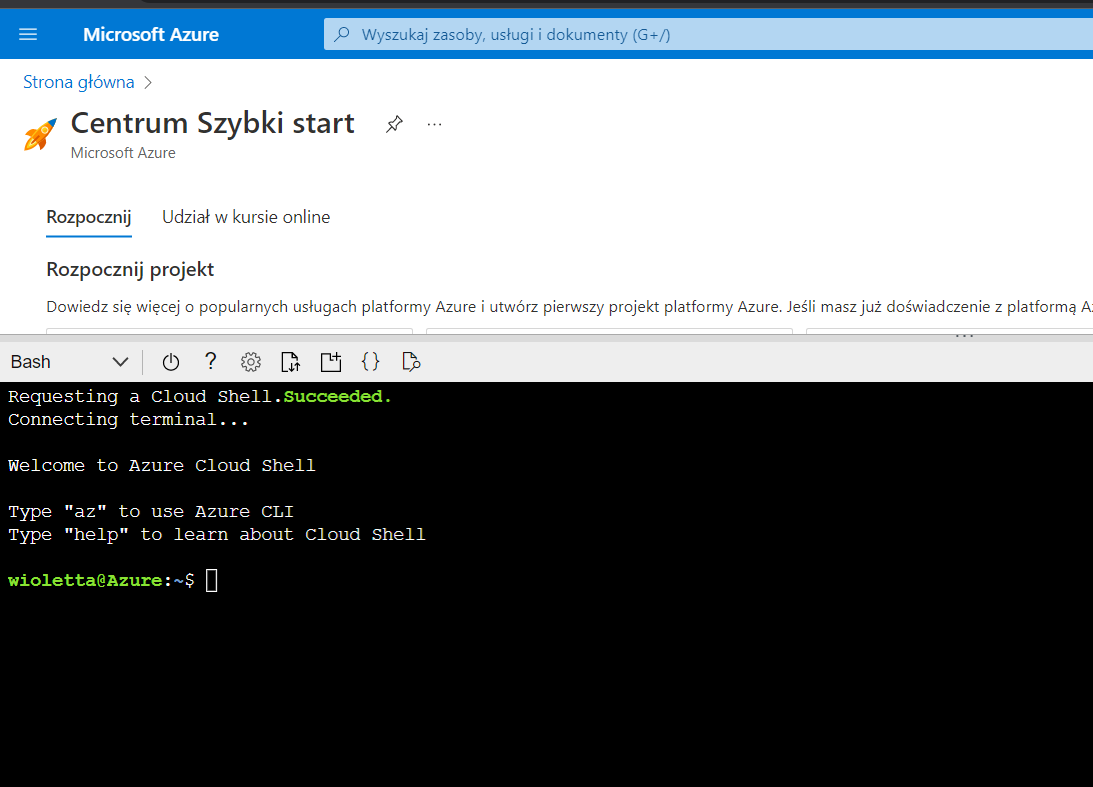 Microsoft Azure
Wyszukaj zasoby, usługi i dokumenty (G+/)
Strona główna
Centrum Szybki start
Microsoft Azure
Rozpocznij Udział w kursie online
Rozpocznij projekt
Dowiedz się więcej o popularnych usługach platformy Azure i utwórz pierwszy projekt platformy Azure. Jeśli masz już doświadczenie z platformą
Bash
Requesting a Cloud Shell.Succeeded.
Connecting terminal...
Welcome to Azure Cloud Shell
Type "az" to use Azure CLI
Type "help" to learn about Cloud Shell
wioletta@Azure:~$